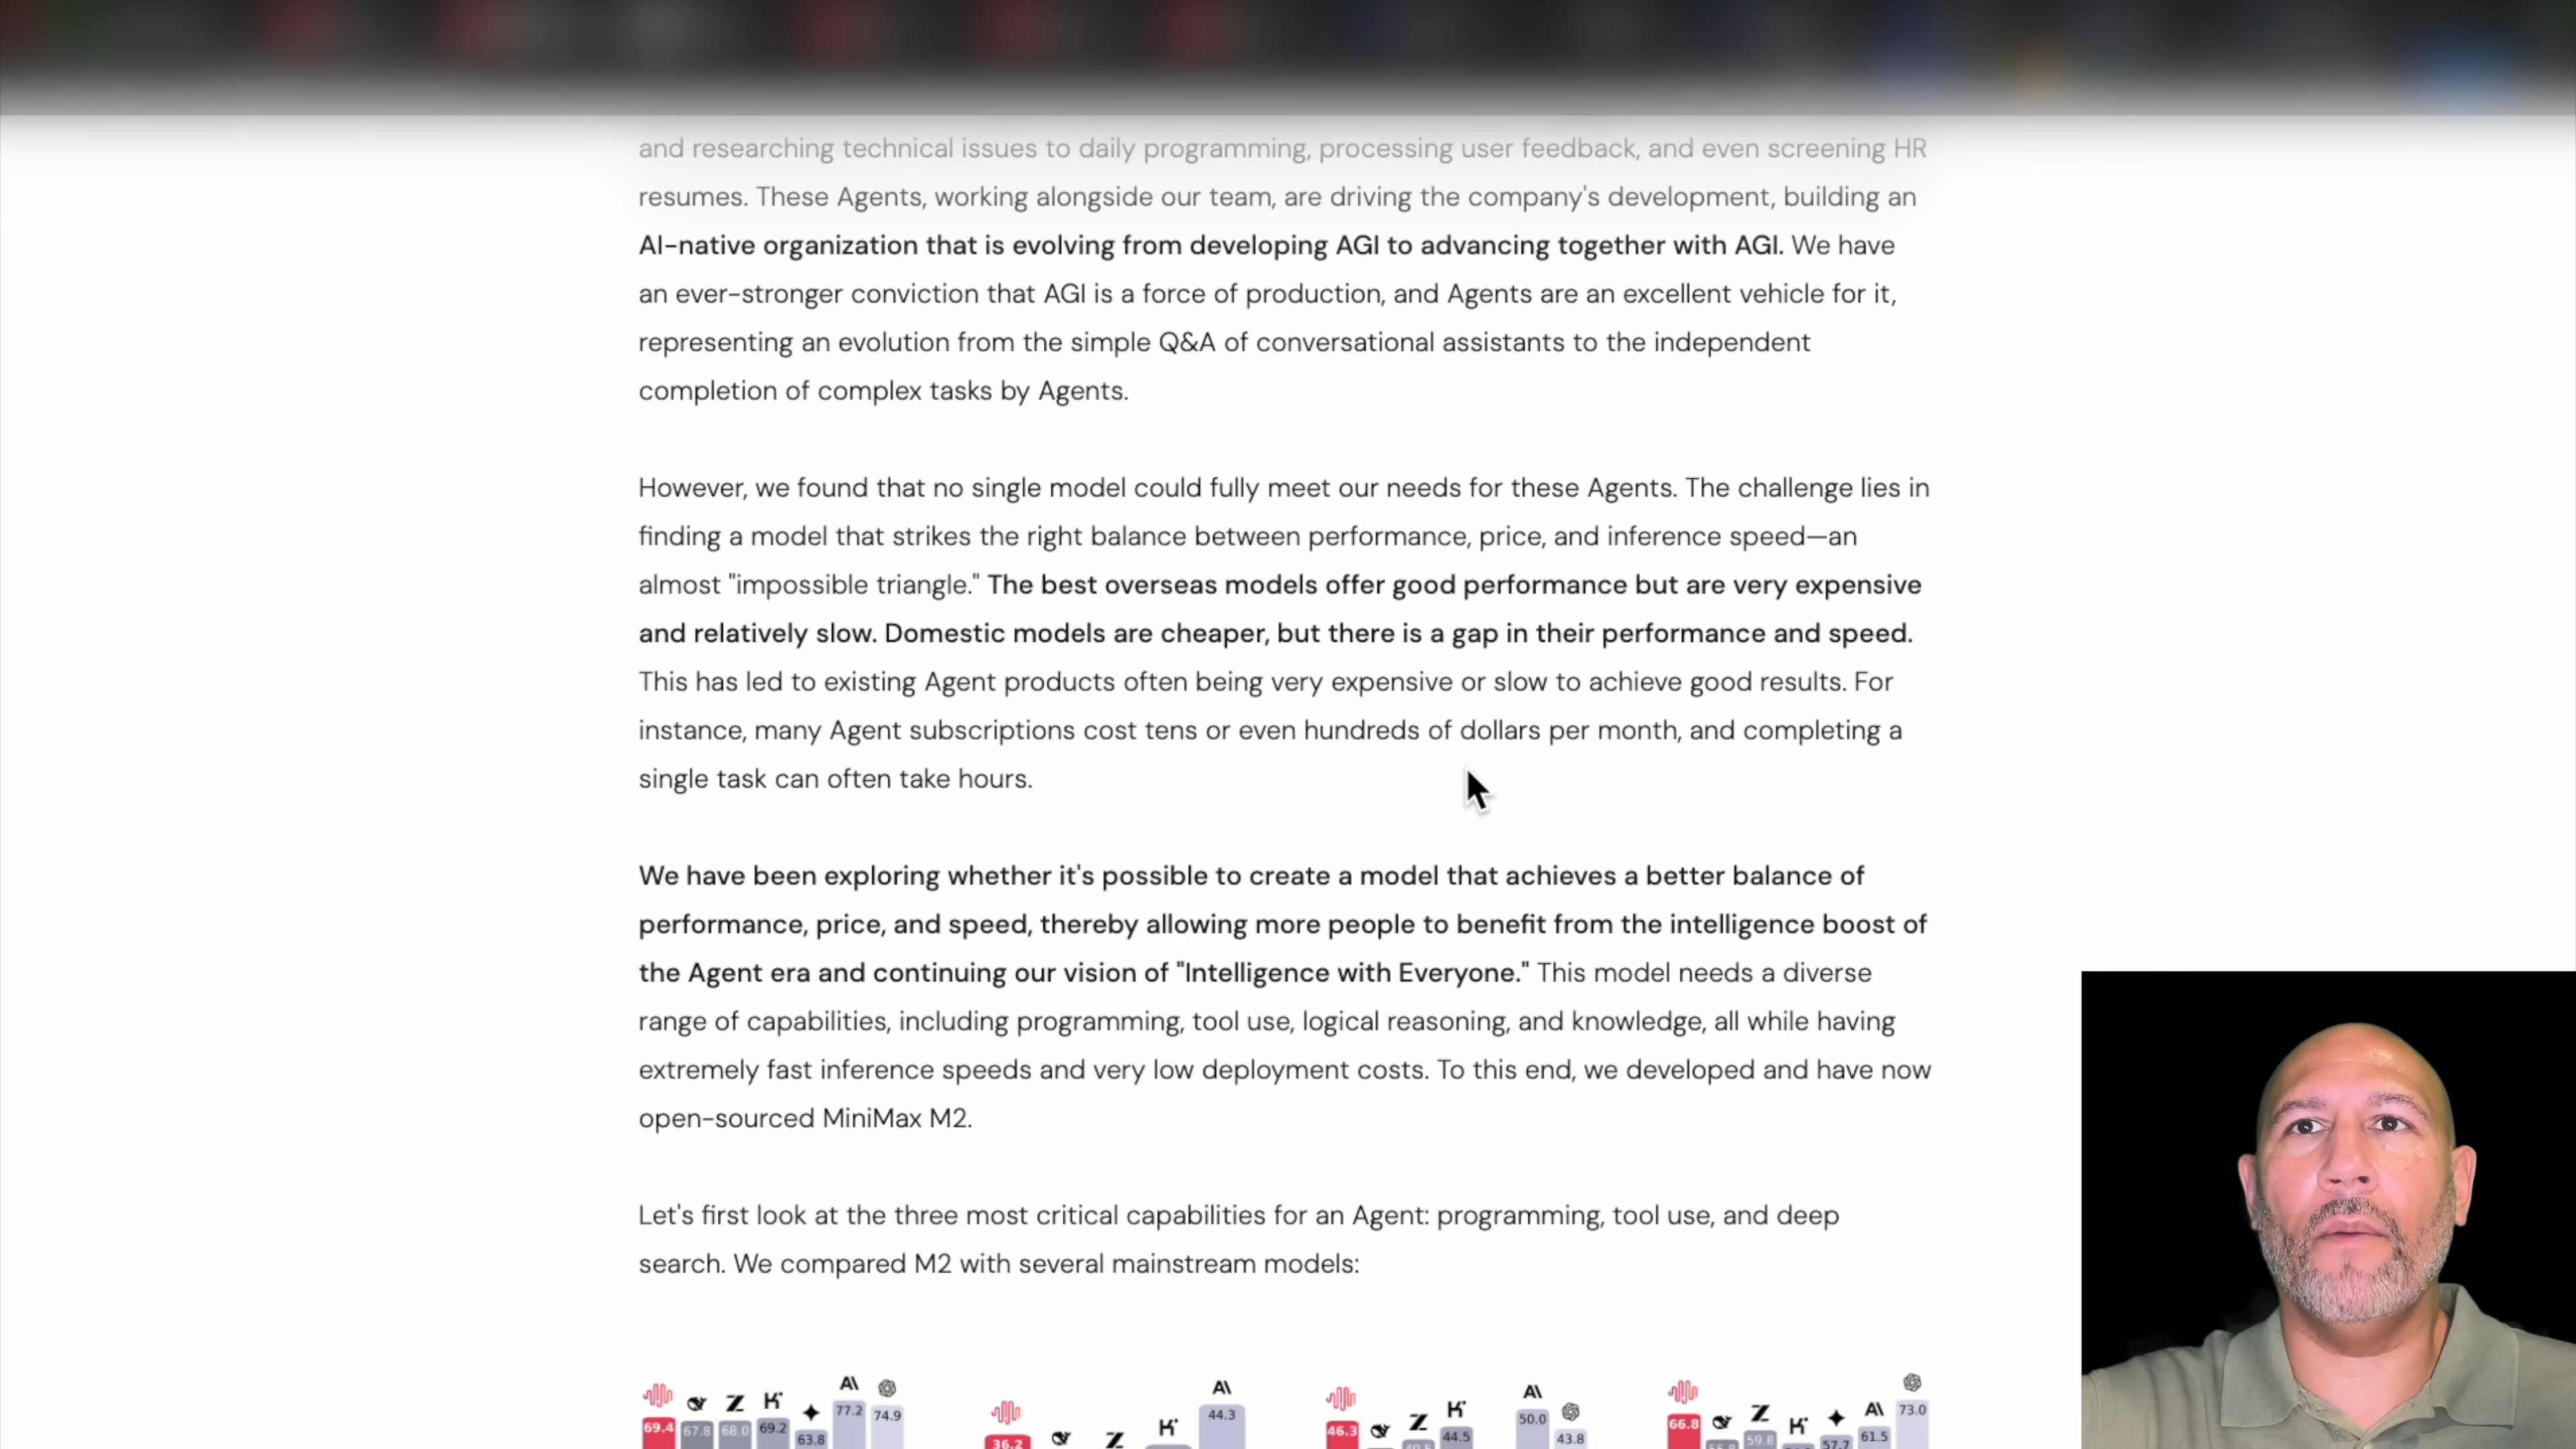 and researching technical issues to daily programming, processing user feedback, and even screening HR
resumes. These Agents, working alongside our team, are driving the company's development, building an
AI-native organization that is evolving from developing AGI to advancing together with AGI. We have
an ever-stronger conviction that AGI is a force of production, and Agents are an excellent vehicle for it,
representing an evolution from the simple Q&A of conversational assistants to the independent
completion of complex tasks by Agents.
However, we found that no single model could fully meet our needs for these Agents. The challenge lies in
finding a model that strikes the right balance between performance, price, and inference speed—an
almost "impossible triangle." The best overseas models offer good performance but are very expensive
and relatively slow. Domestic models are cheaper, but there is a gap in their performance and speed.
This has led to existing Agent products often being very expensive or slow to achieve good results. For
instance, many Agent subscriptions cost tens or even hundreds of dollars per month, and completing a
single task can often take hours.
We have been exploring whether it's possible to create a model that achieves a better balance of
performance, price, and speed, thereby allowing more people to benefit from the intelligence boost of
the Agent era and continuing our vision of "Intelligence with Everyone." This model needs a diverse
range of capabilities, including programming, tool use, logical reasoning, and knowledge, all while having
extremely fast inference speeds and very low deployment costs. To this end, we developed and have now
open-sourced MiniMax M2.
Let's first look at the three most critical capabilities for an Agent: programming, tool use, and deep
search. We compared M2 with several mainstream models:
69.4 67.8 68.0 69.2 63.8 77.2 74.9
36.2 44.3
46.3 44.5 50.0 43.8
66.8 59.8 57.7 61.5 73.0